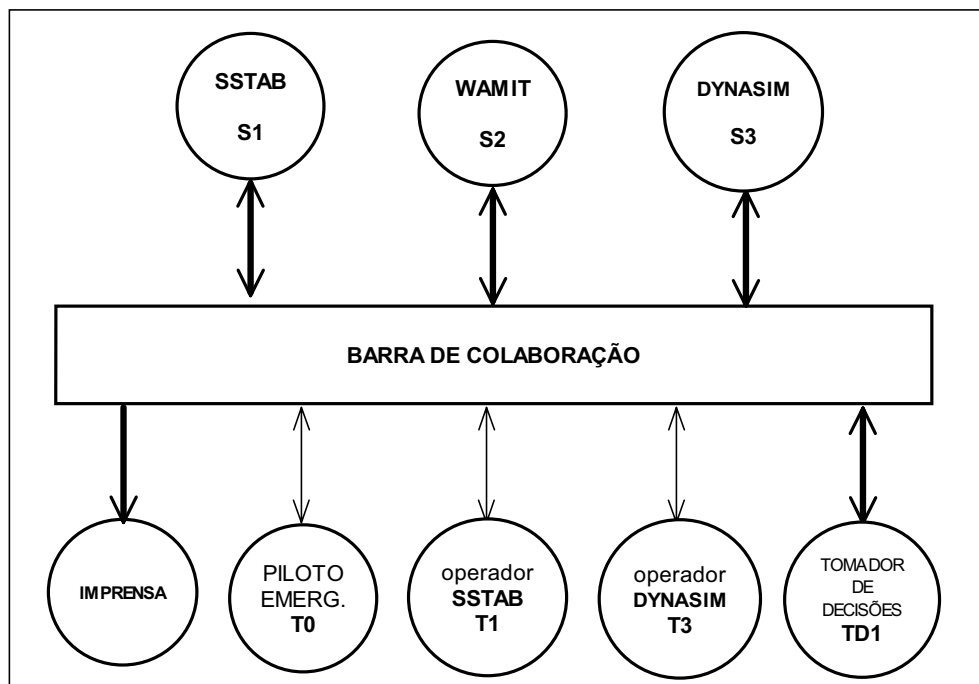 SSTAB
S1
WAMIT
S2
DYNASIM
S3
BARRA DE COLABORAÇÃO
IMPRENSA
PILOTO
EMERG.
T0
operador
SSTAB
T1
operador
DYNASIM
T3
TOMADOR
DE
DECISÕES
TD1